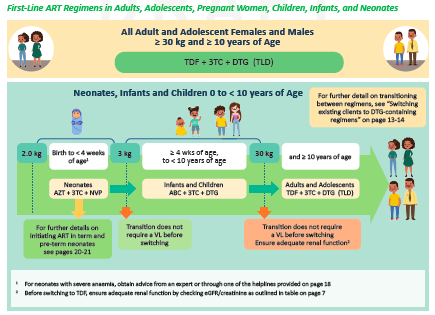 First-Line ART Regimens in Adults, Adolescents, Pregnant Women, Children, Infants, and Neonates
All Adult and Adolescent Females and Males
≥ 30 kg and ≥ 10 years of Age
TDF + 3TC + DTG (TLD)
Neonates, Infants and Children 0 to < 10 years of Age
For further detail on transitioning
between regimens, see "Switching
existing clients to DTG-containing
regimens" on page 13-14
2.0 kg
Birth to < 4 weeks
of age¹
3 kg
≥ 4 wks of age,
to < 10 years of age
30 kg
and ≥ 10 years of age
Neonates
AZT + 3TC + NVP
Infants and Children
ABC + 3TC + DTG
Adults and Adolescents
TDF + 3TC + DTG (TLD)
For further details on
initiating ART in term and
pre-term neonates
see pages 20-21
Transition does not
require a VL before
switching
Transition does not require
a VL before switching
Ensure adequate renal function²
¹ For neonates with severe anaemia, obtain advice from an expert or through one of the helplines provided on page 18
² Before switching to TDF, ensure adequate renal function by checking eGFR/creatinine as outlined in table on page 7